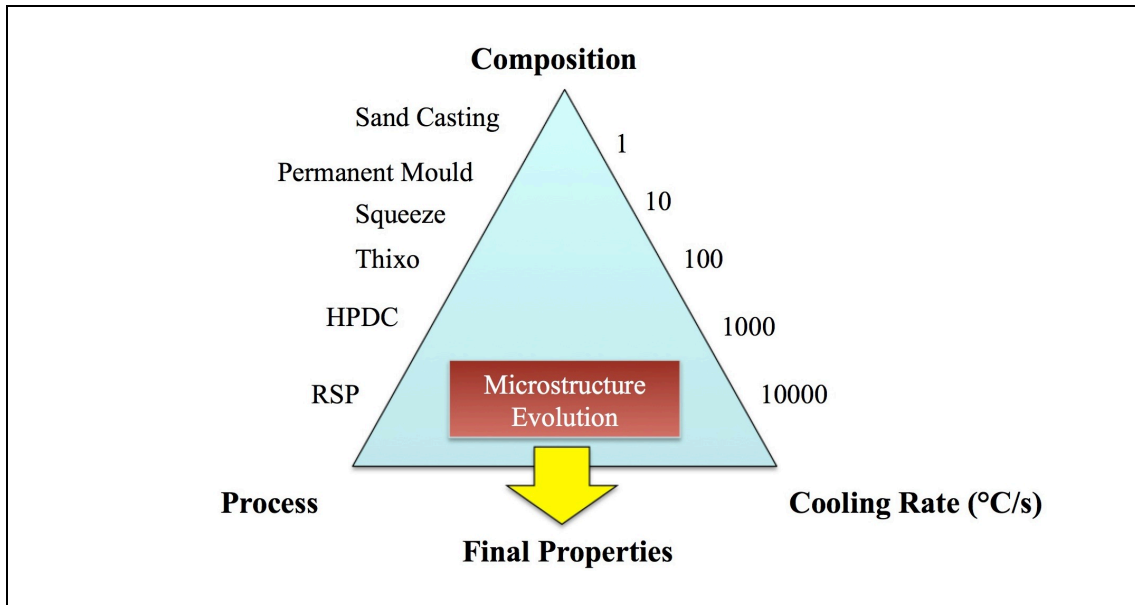 Composition
Sand Casting
1
Permanent Mould
10
Squeeze
Thixo
100
HPDC
1000
Microstructure
Evolution
RSP
10000
Process
Cooling Rate (°C/s)
Final Properties